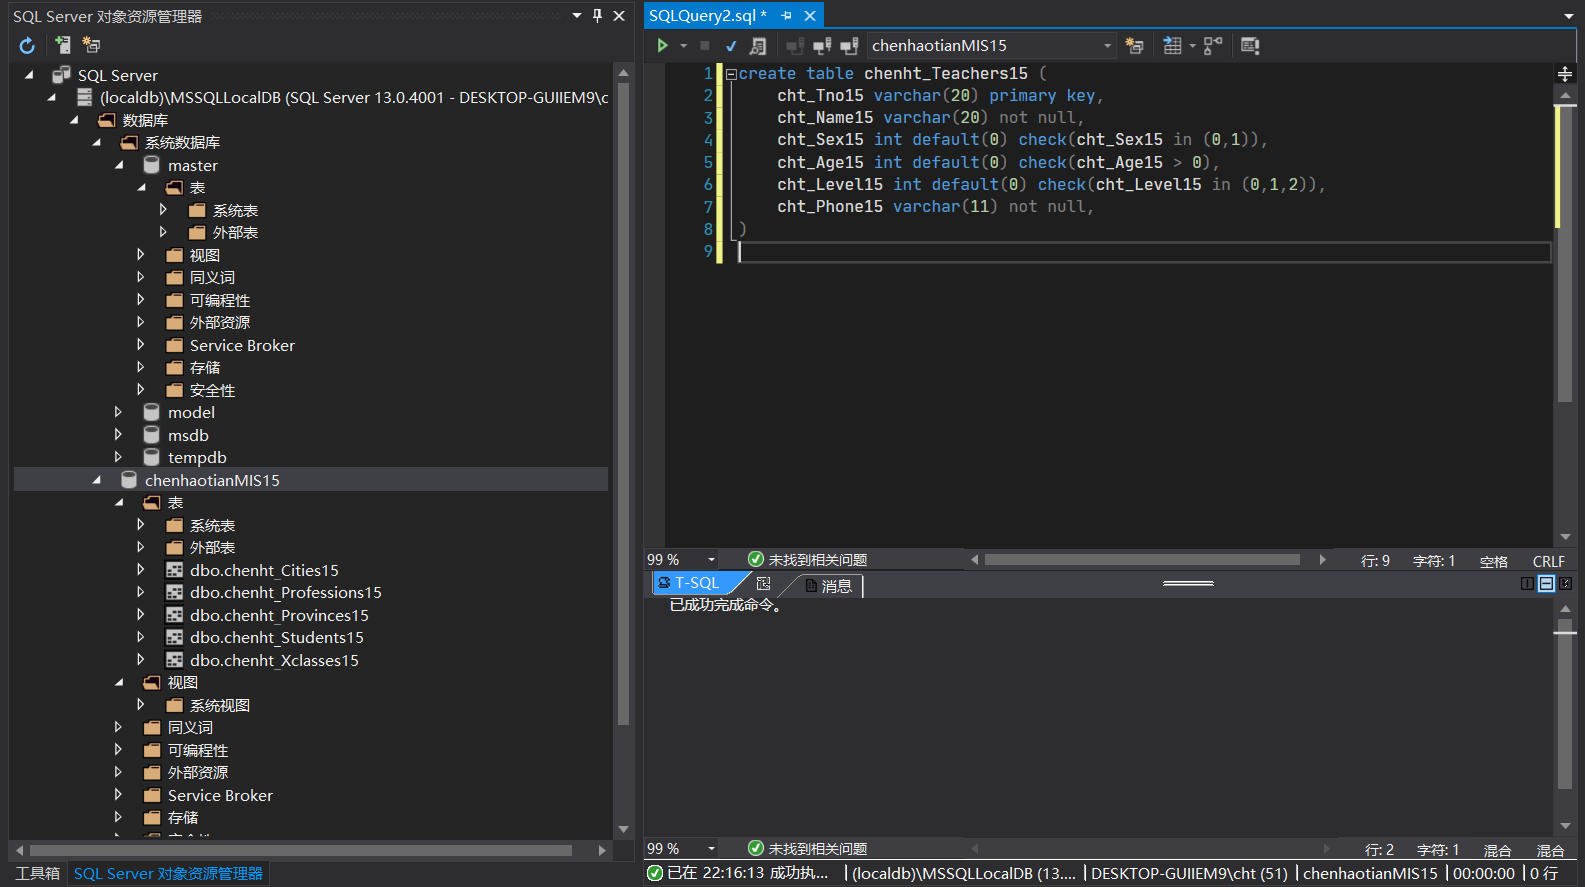 SQL Server 对象资源管理器
SQL Server
(localdb)\MSSQLLocalDB (SQL Server 13.0.4001 - DESKTOP-GUIIEM9\c
数据库
系统数据库
master
表
系统表
外部表
视图
同义词
可编程性
外部资源
Service Broker
存储
安全性
model
msdb
tempdb
chenhaotianMIS15
表
系统表
外部表
dbo.chenht_Cities15
dbo.chenht_Professions15
dbo.chenht_Provinces15
dbo.chenht_Students15
dbo.chenht_Xclasses15
视图
系统视图
同义词
可编程性
外部资源
Service Broker
存储
工具箱 SQL Server 对象资源管理器
SQLQuery2.sql *
chenhaotianMIS15
1 create table chenht_Teachers15 (
2 cht_Tno15 varchar(20) primary key,
3 cht_Name15 varchar(20) not null,
4 cht_Sex15 int default(0) check(cht_Sex15 in (0,1)),
5 cht_Age15 int default(0) check(cht_Age15 > 0),
6 cht_Level15 int default(0) check(cht_Level15 in (0,1,2)),
7 cht_Phone15 varchar(11) not null,
8 )
9
99 % 未找到相关问题 行: 9 字符: 1 空格 CRLF
T-SQL 消息
已成功完成命令。
99 % 未找到相关问题 行: 2 字符: 1 混合 混合
已在 22:16:13 成功执... (localdb)\MSSQLLocalDB (13.... DESKTOP-GUIIEM9\cht (51) chenhaotianMIS15 00:00:00 0 行